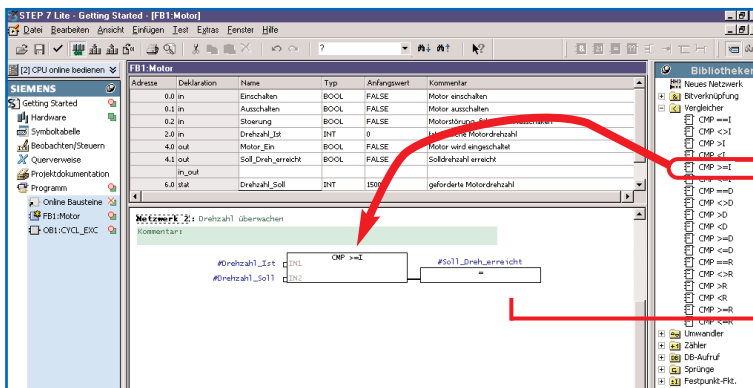 STEP 7 Lite - Getting Started - [FB1:Motor]
Datei Bearbeiten Ansicht Einfügen Test Extras Fenster Hilfe
?
[2] CPU online bedienen
SIEMENS
Getting Started
Hardware
Symboltabelle
Beobachten/Steuern
Querverweise
Projektdokumentation
Programm
Online Bausteine
FB1:Motor
OB1:CYCL_EXC
FB1:Motor
Adresse Deklaration Name Typ Anfangswert Kommentar
0.0 in Einschalten BOOL FALSE Motor einschalten
0.1 in Ausschalten BOOL FALSE Motor ausschalten
0.2 in Stoerung BOOL FALSE Motorstörung,
2.0 in Drehzahl_Ist INT 0 Motordrehzahl
4.0 out Motor_Ein BOOL FALSE Motor wird eingeschaltet
4.1 out Soll_Dreh_erreicht BOOL FALSE Solldrehzahl erreicht
in_out
6.0 stat Drehzahl_Soll INT 1500 geforderte Motordrehzahl
Netzwerk 2: Drehzahl überwachen
Kommentar:
CMP >=I
#Drehzahl_Ist IN1
#Drehzahl_Soll IN2
#Soll_Dreh_erreicht
=
Bibliotheken
Neues Netzwerk
Bitverknüpfung
Vergleicher
CMP ==I
CMP <>I
CMP >I
CMP <I
CMP >=I
CMP <=I
CMP ==D
CMP <>D
CMP >D
CMP <D
CMP >=D
CMP <=D
CMP ==R
CMP <>R
CMP >R
CMP <R
CMP >=R
CMP <=R
Umwandler
Zähler
DB-Aufruf
Sprünge
Festpunkt-Fkt.